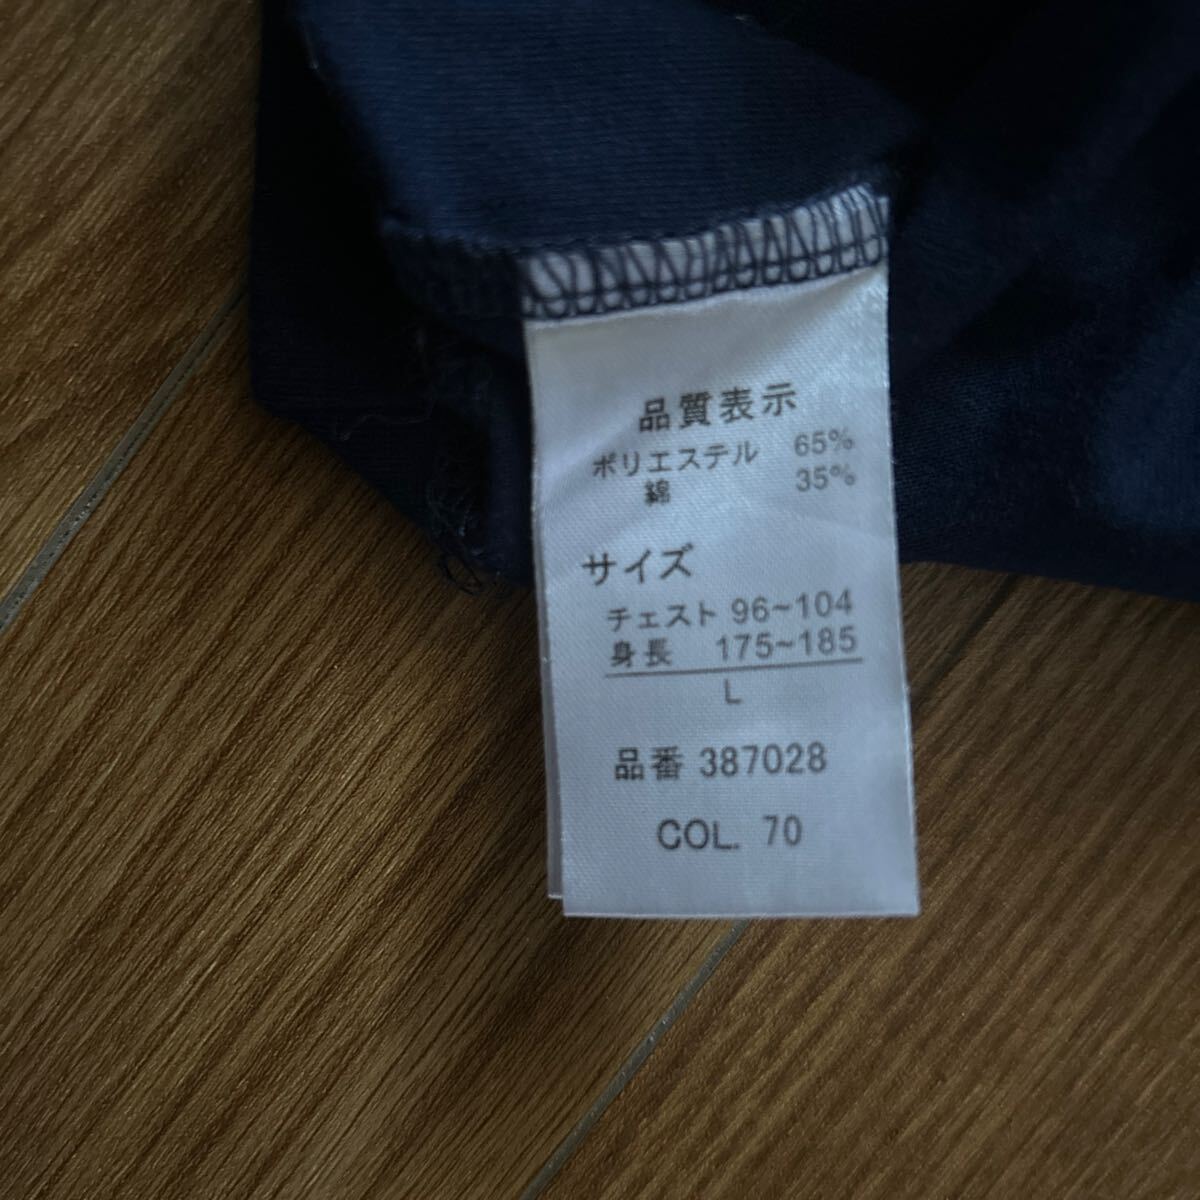 品質表示
ポリエステル 65%
綿 35%
サイズ
チェスト 96~104
身長 175~185
L
品番 387028
COL. 70